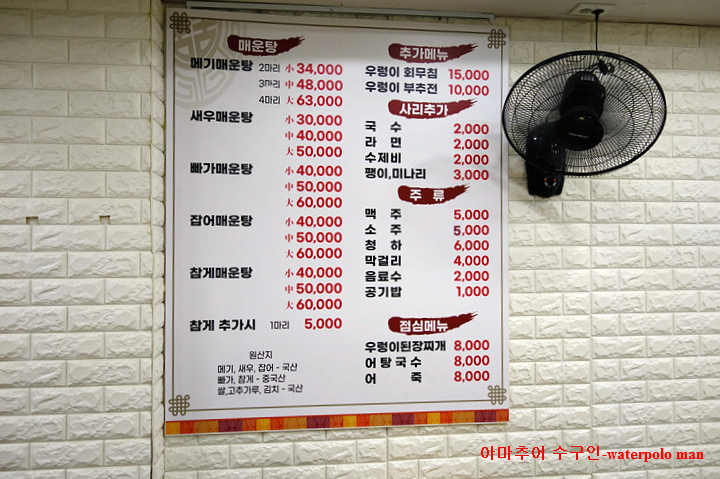 매운탕
메기매운탕 2마리 小 34,000
3마리 中 48,000
4마리 大 63,000
새우매운탕 小 30,000
中 40,000
大 50,000
빠가매운탕 小 40,000
中 50,000
大 60,000
잡어매운탕 小 40,000
中 50,000
大 60,000
참게매운탕 小 40,000
中 50,000
大 60,000
참게 추가시 1마리 5,000
원산지
메기, 새우, 잡어 - 국산
빠가, 참게 - 중국산
쌀,고추가루, 김치 - 국산
추가메뉴
우렁이 회무침 15,000
우렁이 부추전 10,000
사리추가
국 수 2,000
라 면 2,000
수제비 2,000
팽이,미나리 3,000
주 류
맥 주 5,000
소 주 5,000
청 하 6,000
막걸리 4,000
음료수 2,000
공기밥 1,000
점심메뉴
우렁이된장찌개 8,000
어탕국수 8,000
어 죽 8,000
아마추어 수구인-waterpolo man